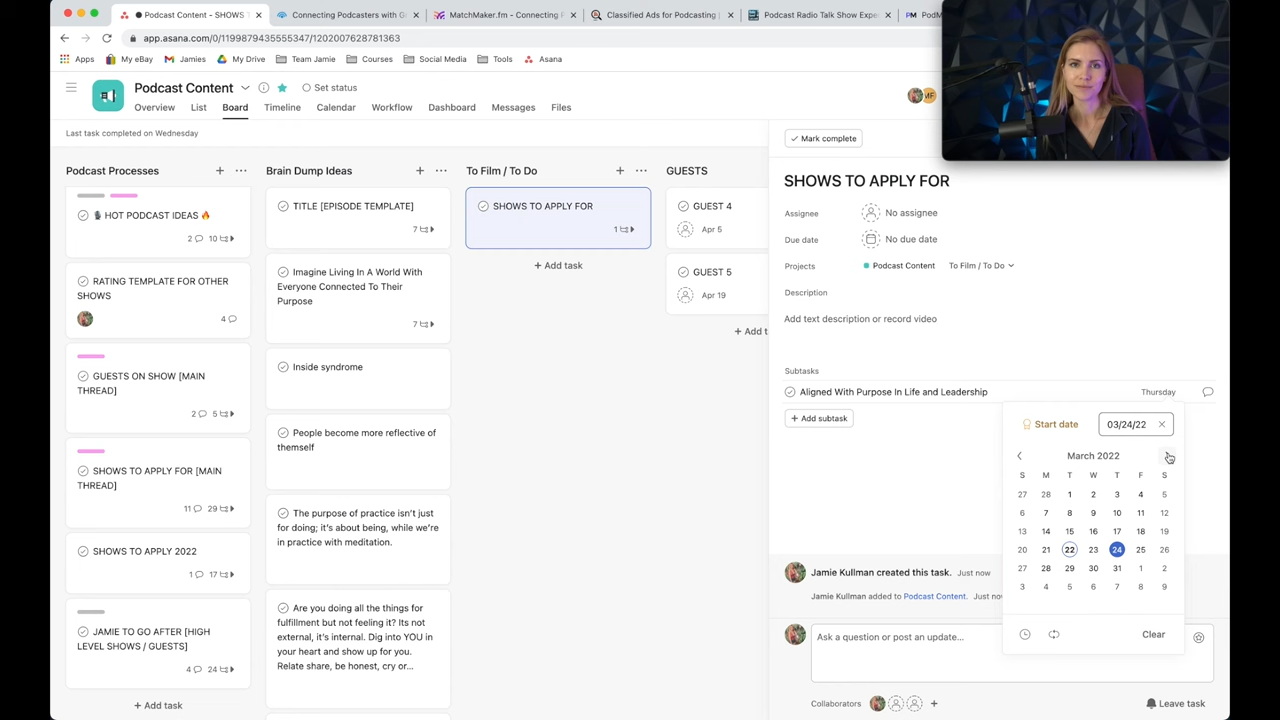 Podcast Content - SHOWS T
Connecting Podcasters with G
MatchMaker.fm - Connecting
Classified Ads for Podcasting
Podcast Radio Talk Show Exper
app.asana.com/0/1199879435555347/1202007628781363
Apps
My eBay
Jamies
My Drive
Team Jamie
Courses
Social Media
Tools
Asana
Podcast Content
Set status
Overview
List
Board
Timeline
Calendar
Workflow
Dashboard
Messages
Files
MF
Last task completed on Wednesday
Podcast Processes
HOT PODCAST IDEAS
2
10
RATING TEMPLATE FOR OTHER
SHOWS
4
GUESTS ON SHOW [MAIN
THREAD]
2
5
SHOWS TO APPLY FOR [MAIN
THREAD]
11
29
SHOWS TO APPLY 2022
1
17
JAMIE TO GO AFTER [HIGH
LEVEL SHOWS / GUESTS]
4
24
+ Add task
Brain Dump Ideas
TITLE [EPISODE TEMPLATE]
7
Imagine Living In A World With
Everyone Connected To Their
Purpose
7
Inside syndrome
People become more reflective of
themself
The purpose of practice isn't just
for doing; it's about being, while we're
in practice with meditation.
Are you doing all the things for
fulfillment but not feeling it? Its not
external, it's internal. Dig into YOU in
your heart and show up for you.
Relate share, be honest, cry or...
To Film / To Do
SHOWS TO APPLY FOR
1
+ Add task
GUESTS
GUEST 4
Apr 5
GUEST 5
Apr 19
+ Add t
Mark complete
SHOWS TO APPLY FOR
Assignee
No assignee
Due date
No due date
Projects
Podcast Content
To Film / To Do
Description
Add text description or record video
Subtasks
Aligned With Purpose In Life and Leadership
Thursday
+ Add subtask
Start date
03/24/22
March 2022
S M T W T F S
27 28 1 2 3 4 5
6 7 8 9 10 11 12
13 14 15 16 17 18 19
20 21 22 23 24 25 26
27 28 29 30 31 1 2
3 4 5 6 7 8 9
Clear
Jamie Kullman created this task. Just now
Jamie Kullman added to Podcast Content. Just no
Ask a question or post an update...
Collaborators
Leave task